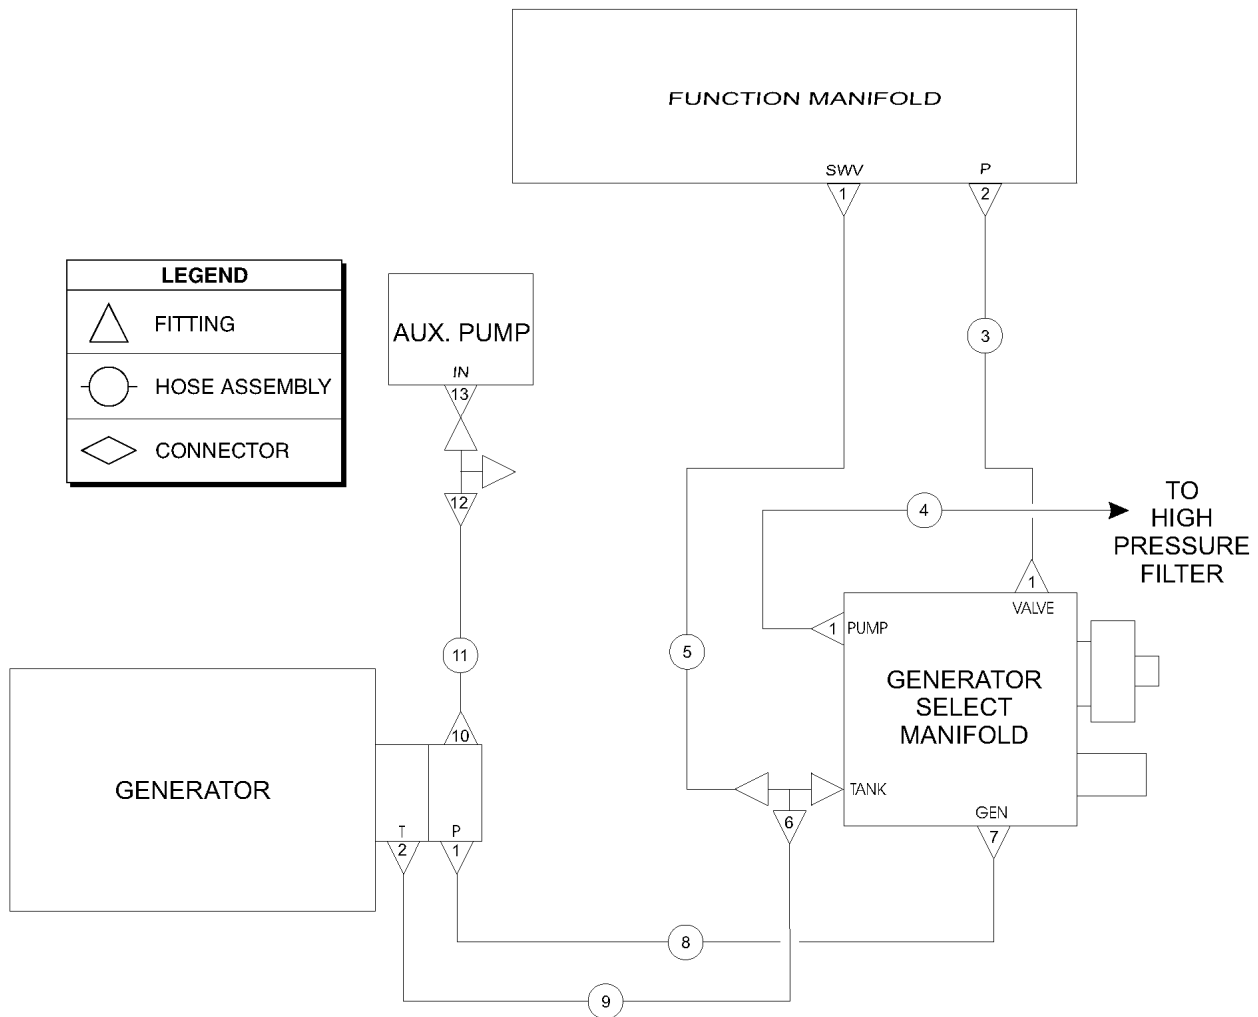 FUNCTION MANIFOLD
SWV P
1 2
LEGEND
FITTING
HOSE ASSEMBLY
CONNECTOR
AUX. PUMP
IN
13
12
3
4
TO
HIGH
PRESSURE
FILTER
1
VALVE
1 PUMP
5
11
GENERATOR
SELECT
MANIFOLD
10
GENERATOR
TANK
6
GEN
7
T P
2 1
8
9